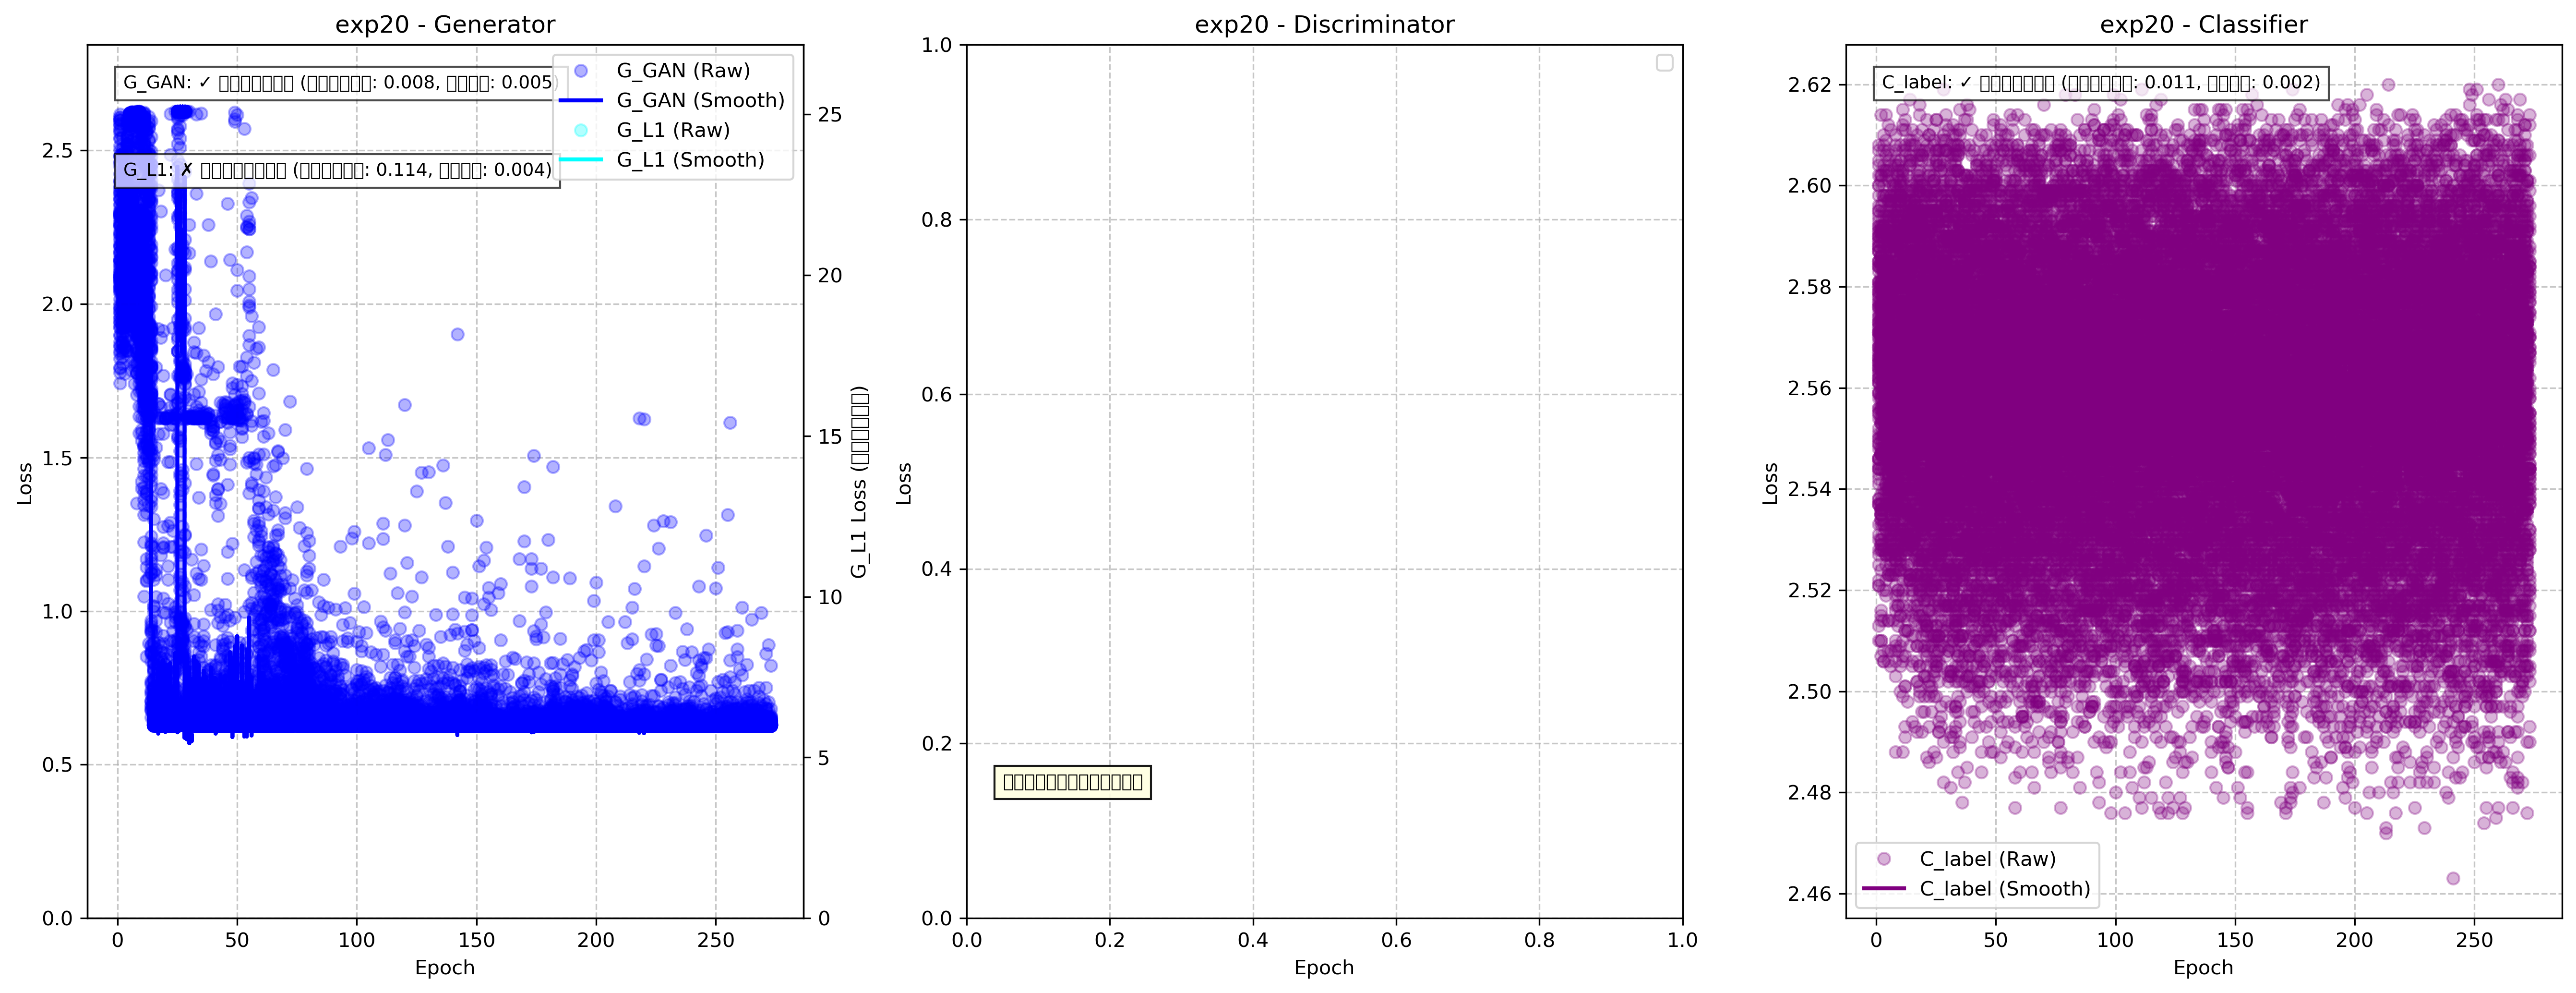 exp20 - Generator
G_GAN: ✓ (: 0.008, : 0.005)
G_L1: ✗ (: 0.114, : 0.004)
G_GAN (Raw)
G_GAN (Smooth)
G_L1 (Raw)
G_L1 (Smooth)
2.5
2.0
1.5
1.0
0.5
0.0
Loss
0 50 100 150 200 250
Epoch
25
20
15
10
5
0
G_L1 Loss ()
exp20 - Discriminator
1.0
0.8
0.6
0.4
0.2
0.0
Loss
0.0 0.2 0.4 0.6 0.8 1.0
Epoch
exp20 - Classifier
C_label: ✓ (: 0.011, : 0.002)
2.62
2.60
2.58
2.56
2.54
2.52
2.50
2.48
2.46
Loss
C_label (Raw)
C_label (Smooth)
0 50 100 150 200 250
Epoch